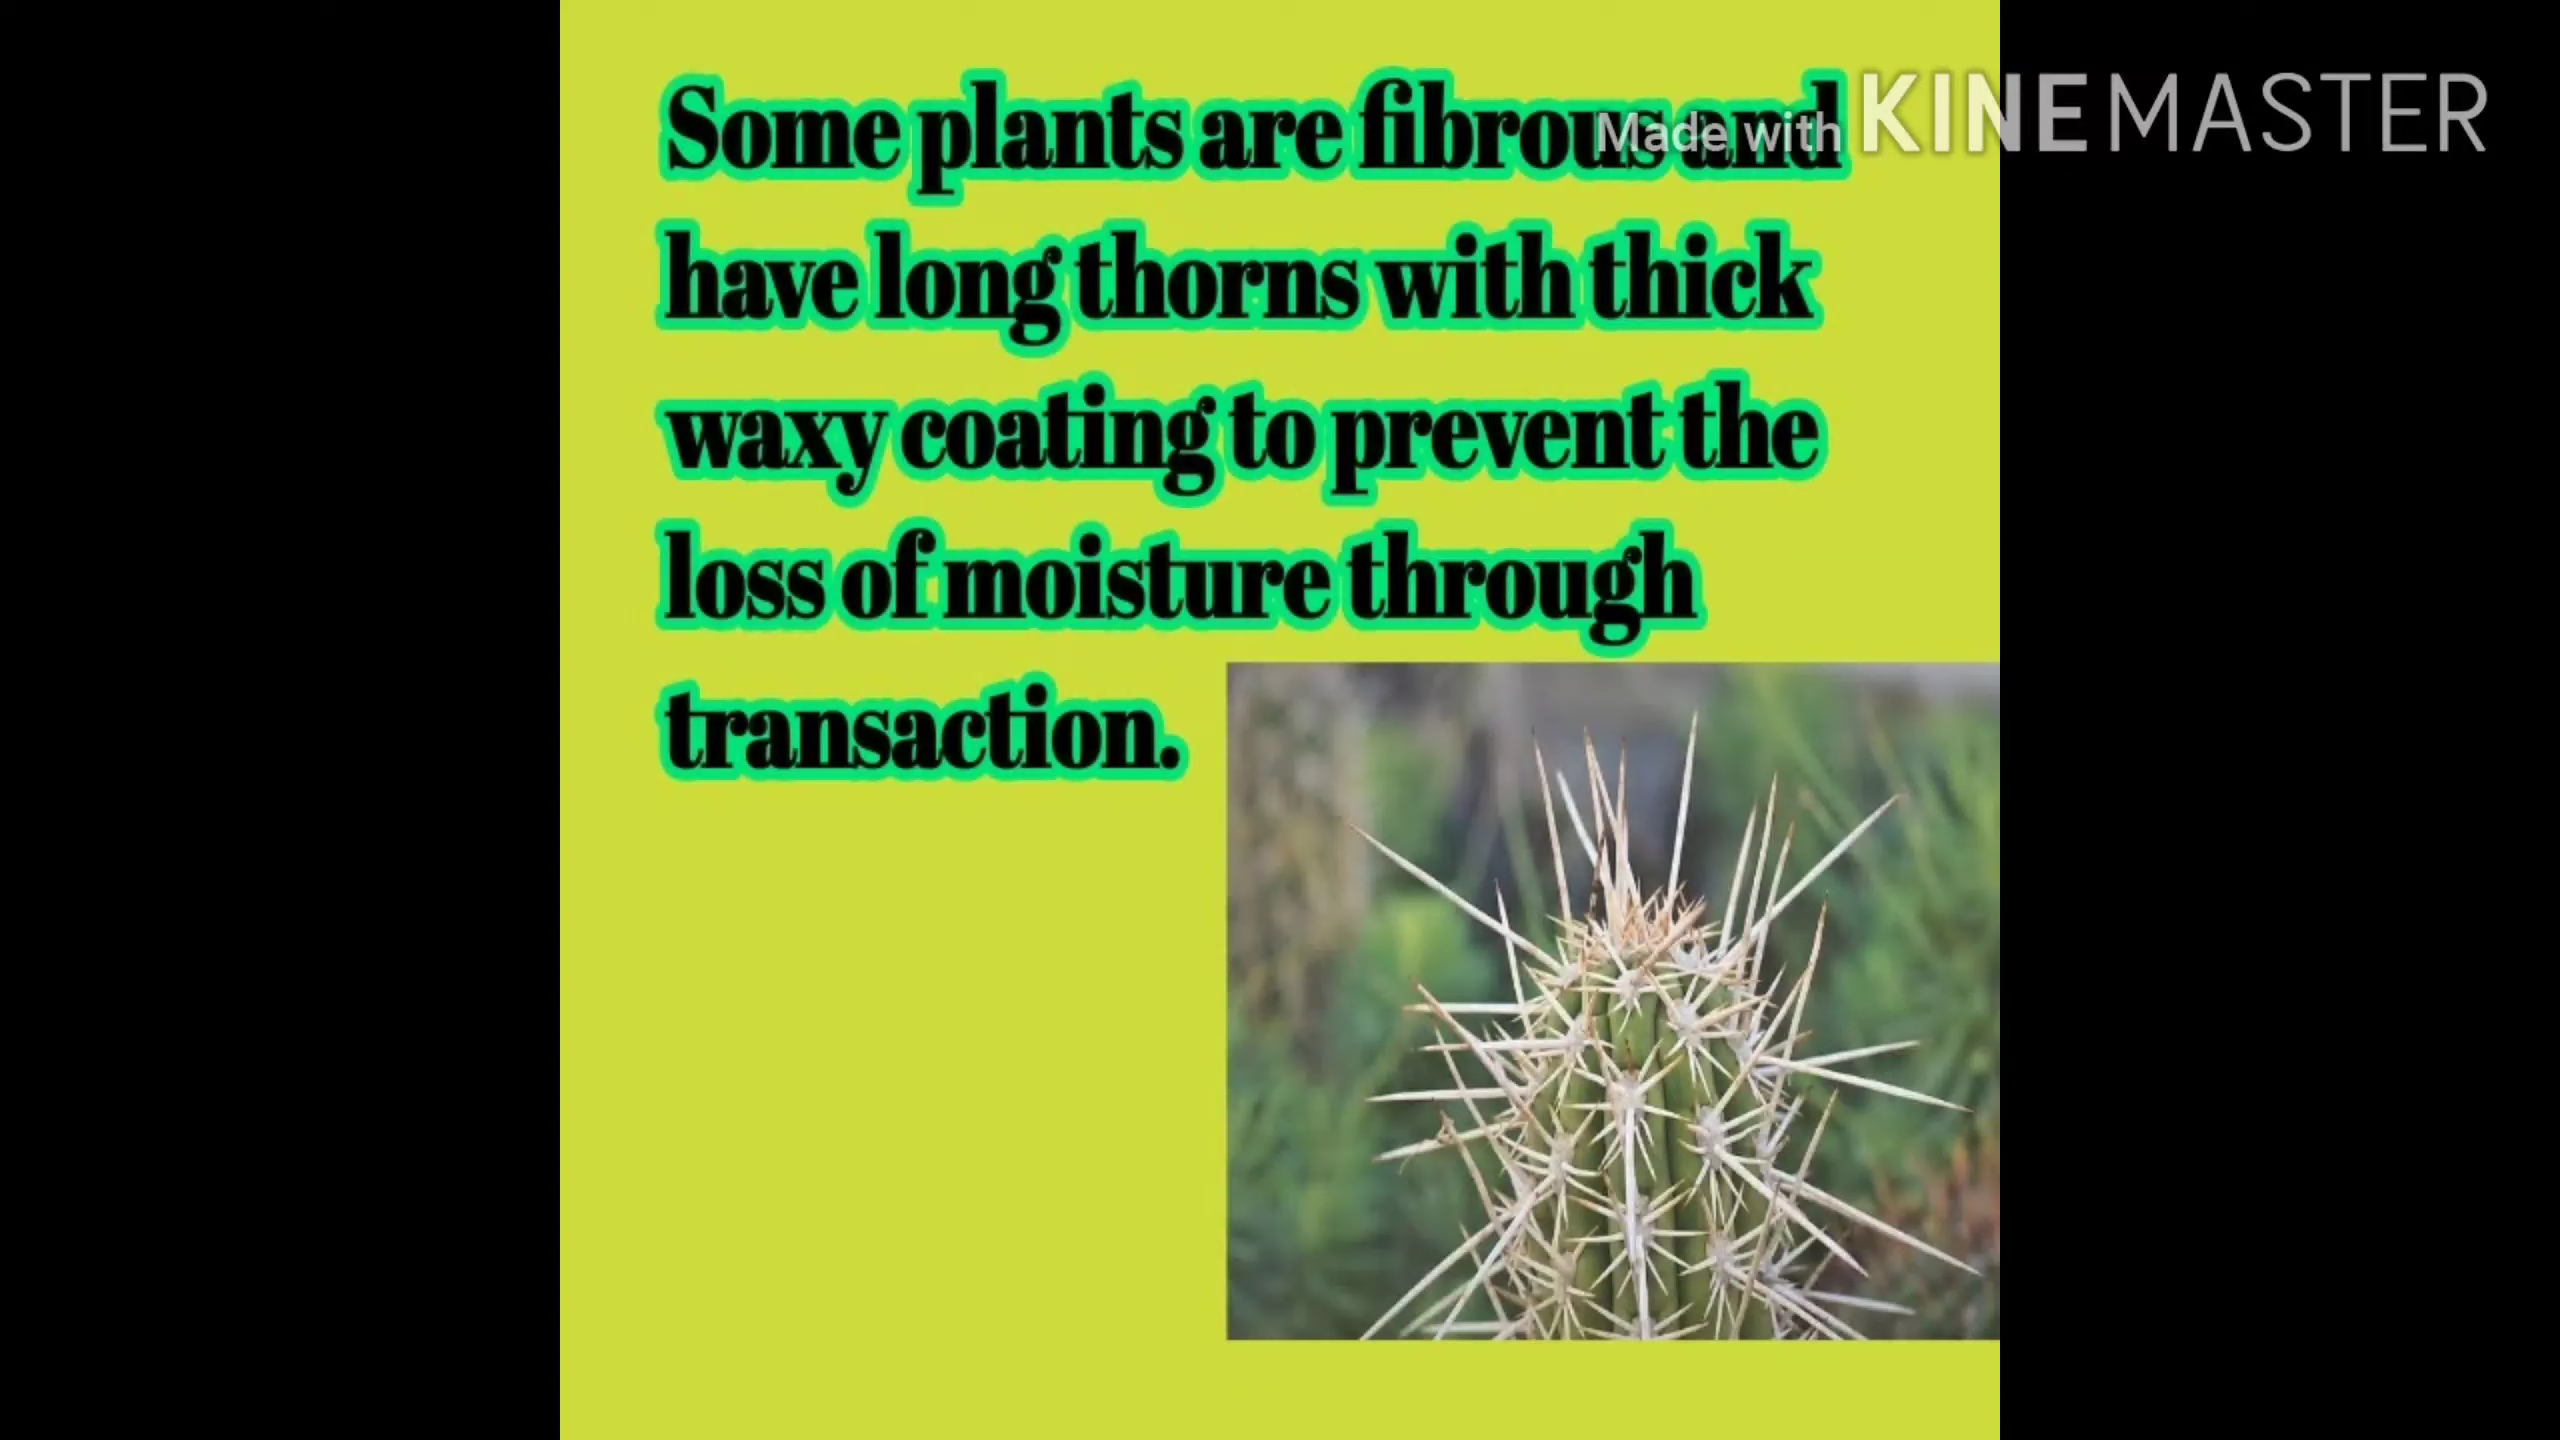 Some plants are fibrous and
have long thorns with thick
waxy coating to prevent the
loss of moisture through
transaction.
Made with KINEMASTER